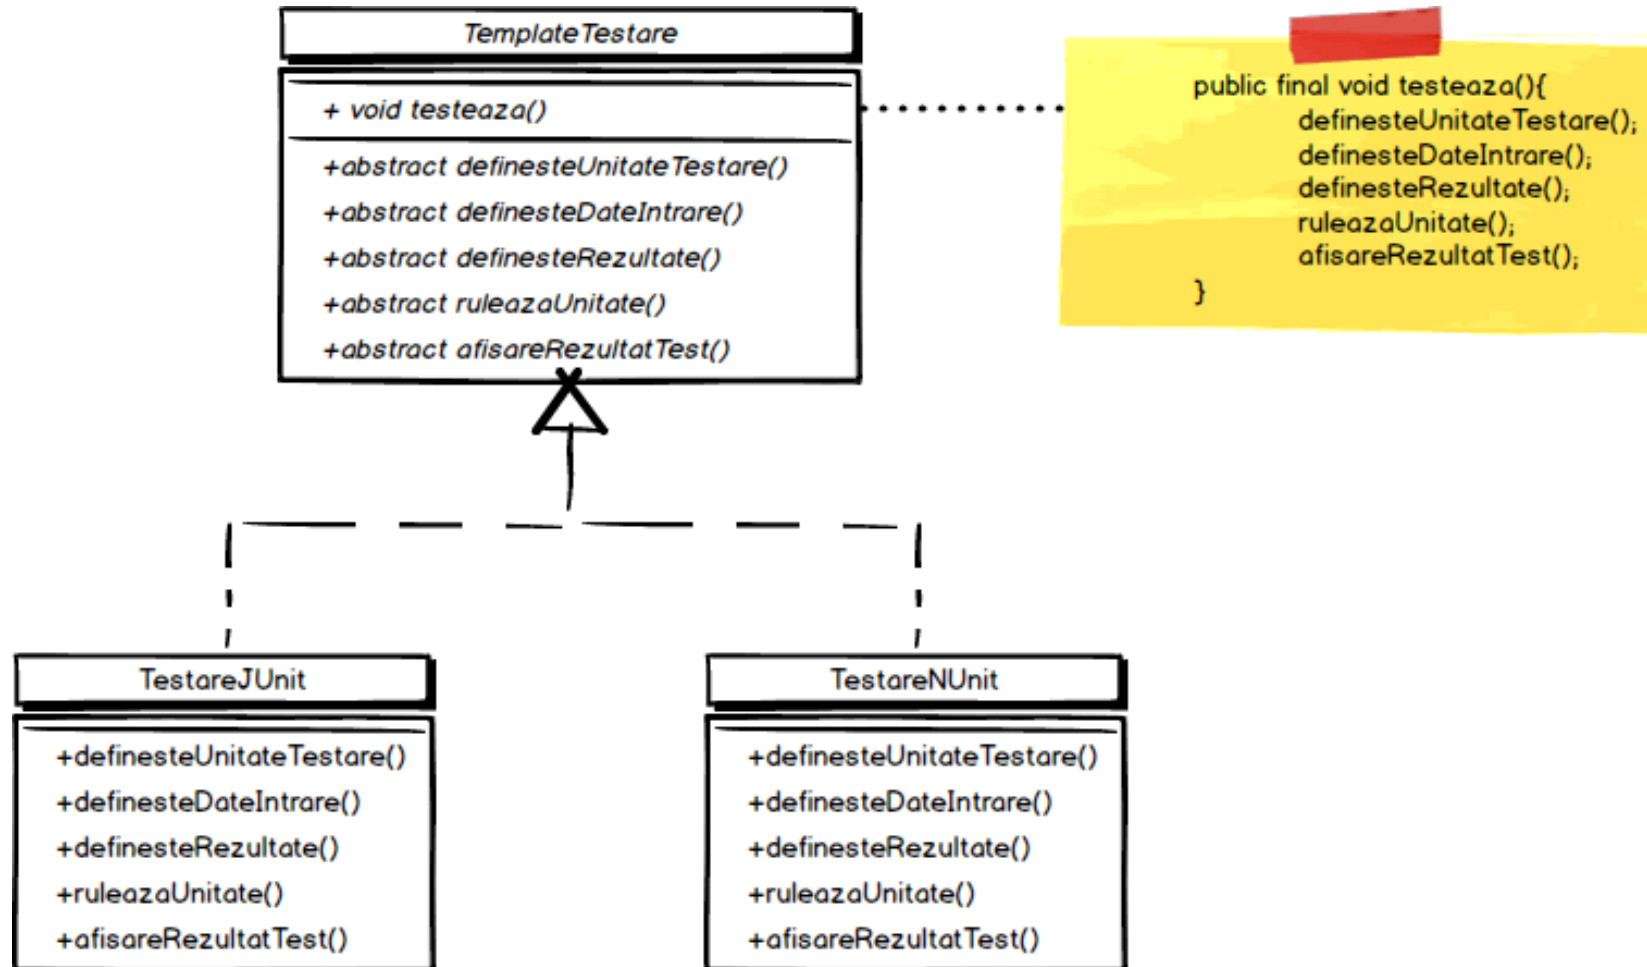 TemplateTestare
+ void testeaza()
+abstract definesteUnitateTestare()
+abstract definesteDateIntrare()
+abstract definesteRezultate()
+abstract ruleazaUnitate()
+abstract afisareRezultatTest()
public final void testeaza(){
definesteUnitateTestare();
definesteDateIntrare();
definesteRezultate();
ruleazaUnitate();
afisareRezultatTest();
}
TestareJUnit
+definesteUnitateTestare()
+definesteDateIntrare()
+definesteRezultate()
+ruleazaUnitate()
+afisareRezultatTest()
TestareNUnit
+definesteUnitateTestare()
+definesteDateIntrare()
+definesteRezultate()
+ruleazaUnitate()
+afisareRezultatTest()